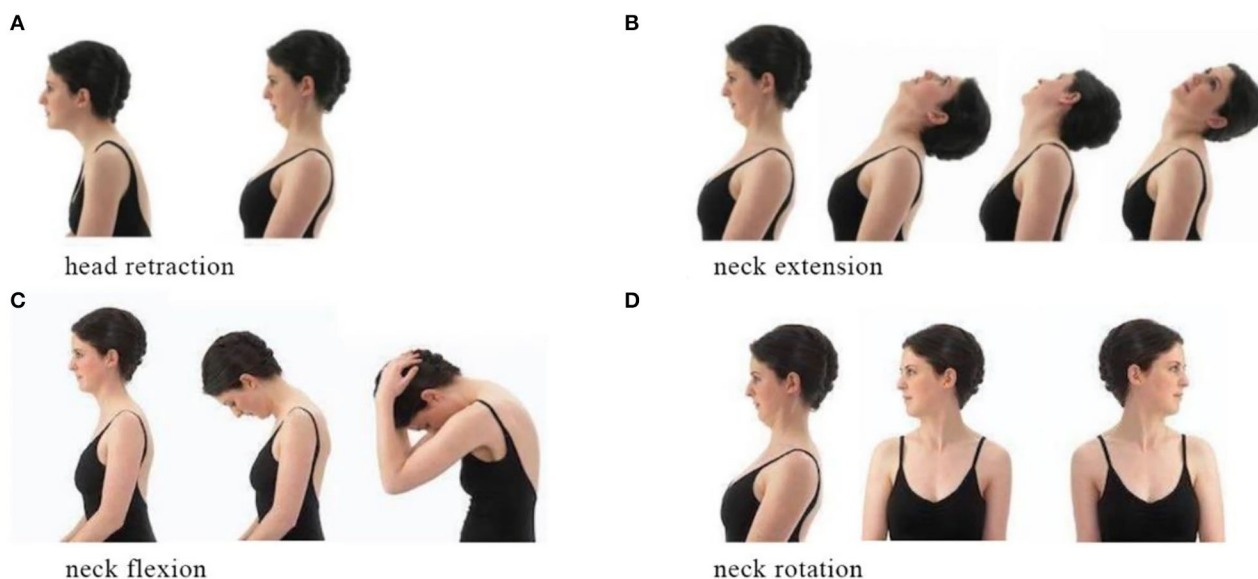 A
B
head retraction
neck extension
C
D
neck flexion
neck rotation